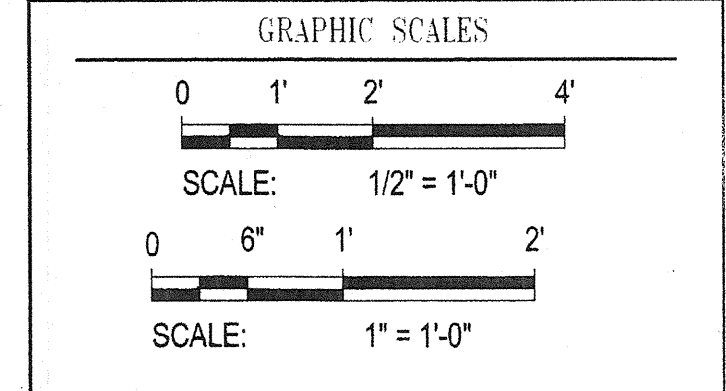 GRAPHIC SCALES
0 1' 2' 4'
SCALE: 1/2" = 1'-0"
0 6" 1' 2'
SCALE: 1" = 1'-0"